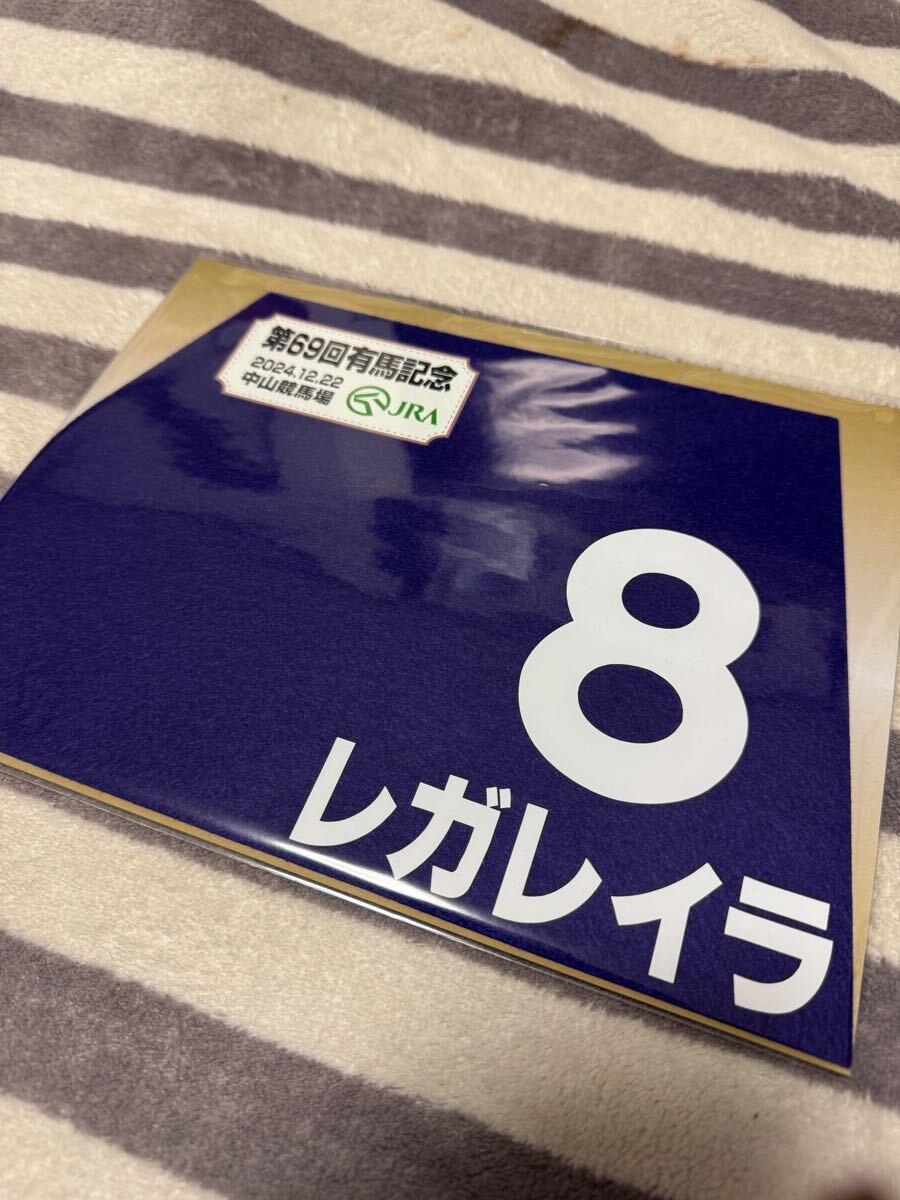 第69回有馬記念
2024.12.22
中山競馬場
JRA
8
レガレイラ